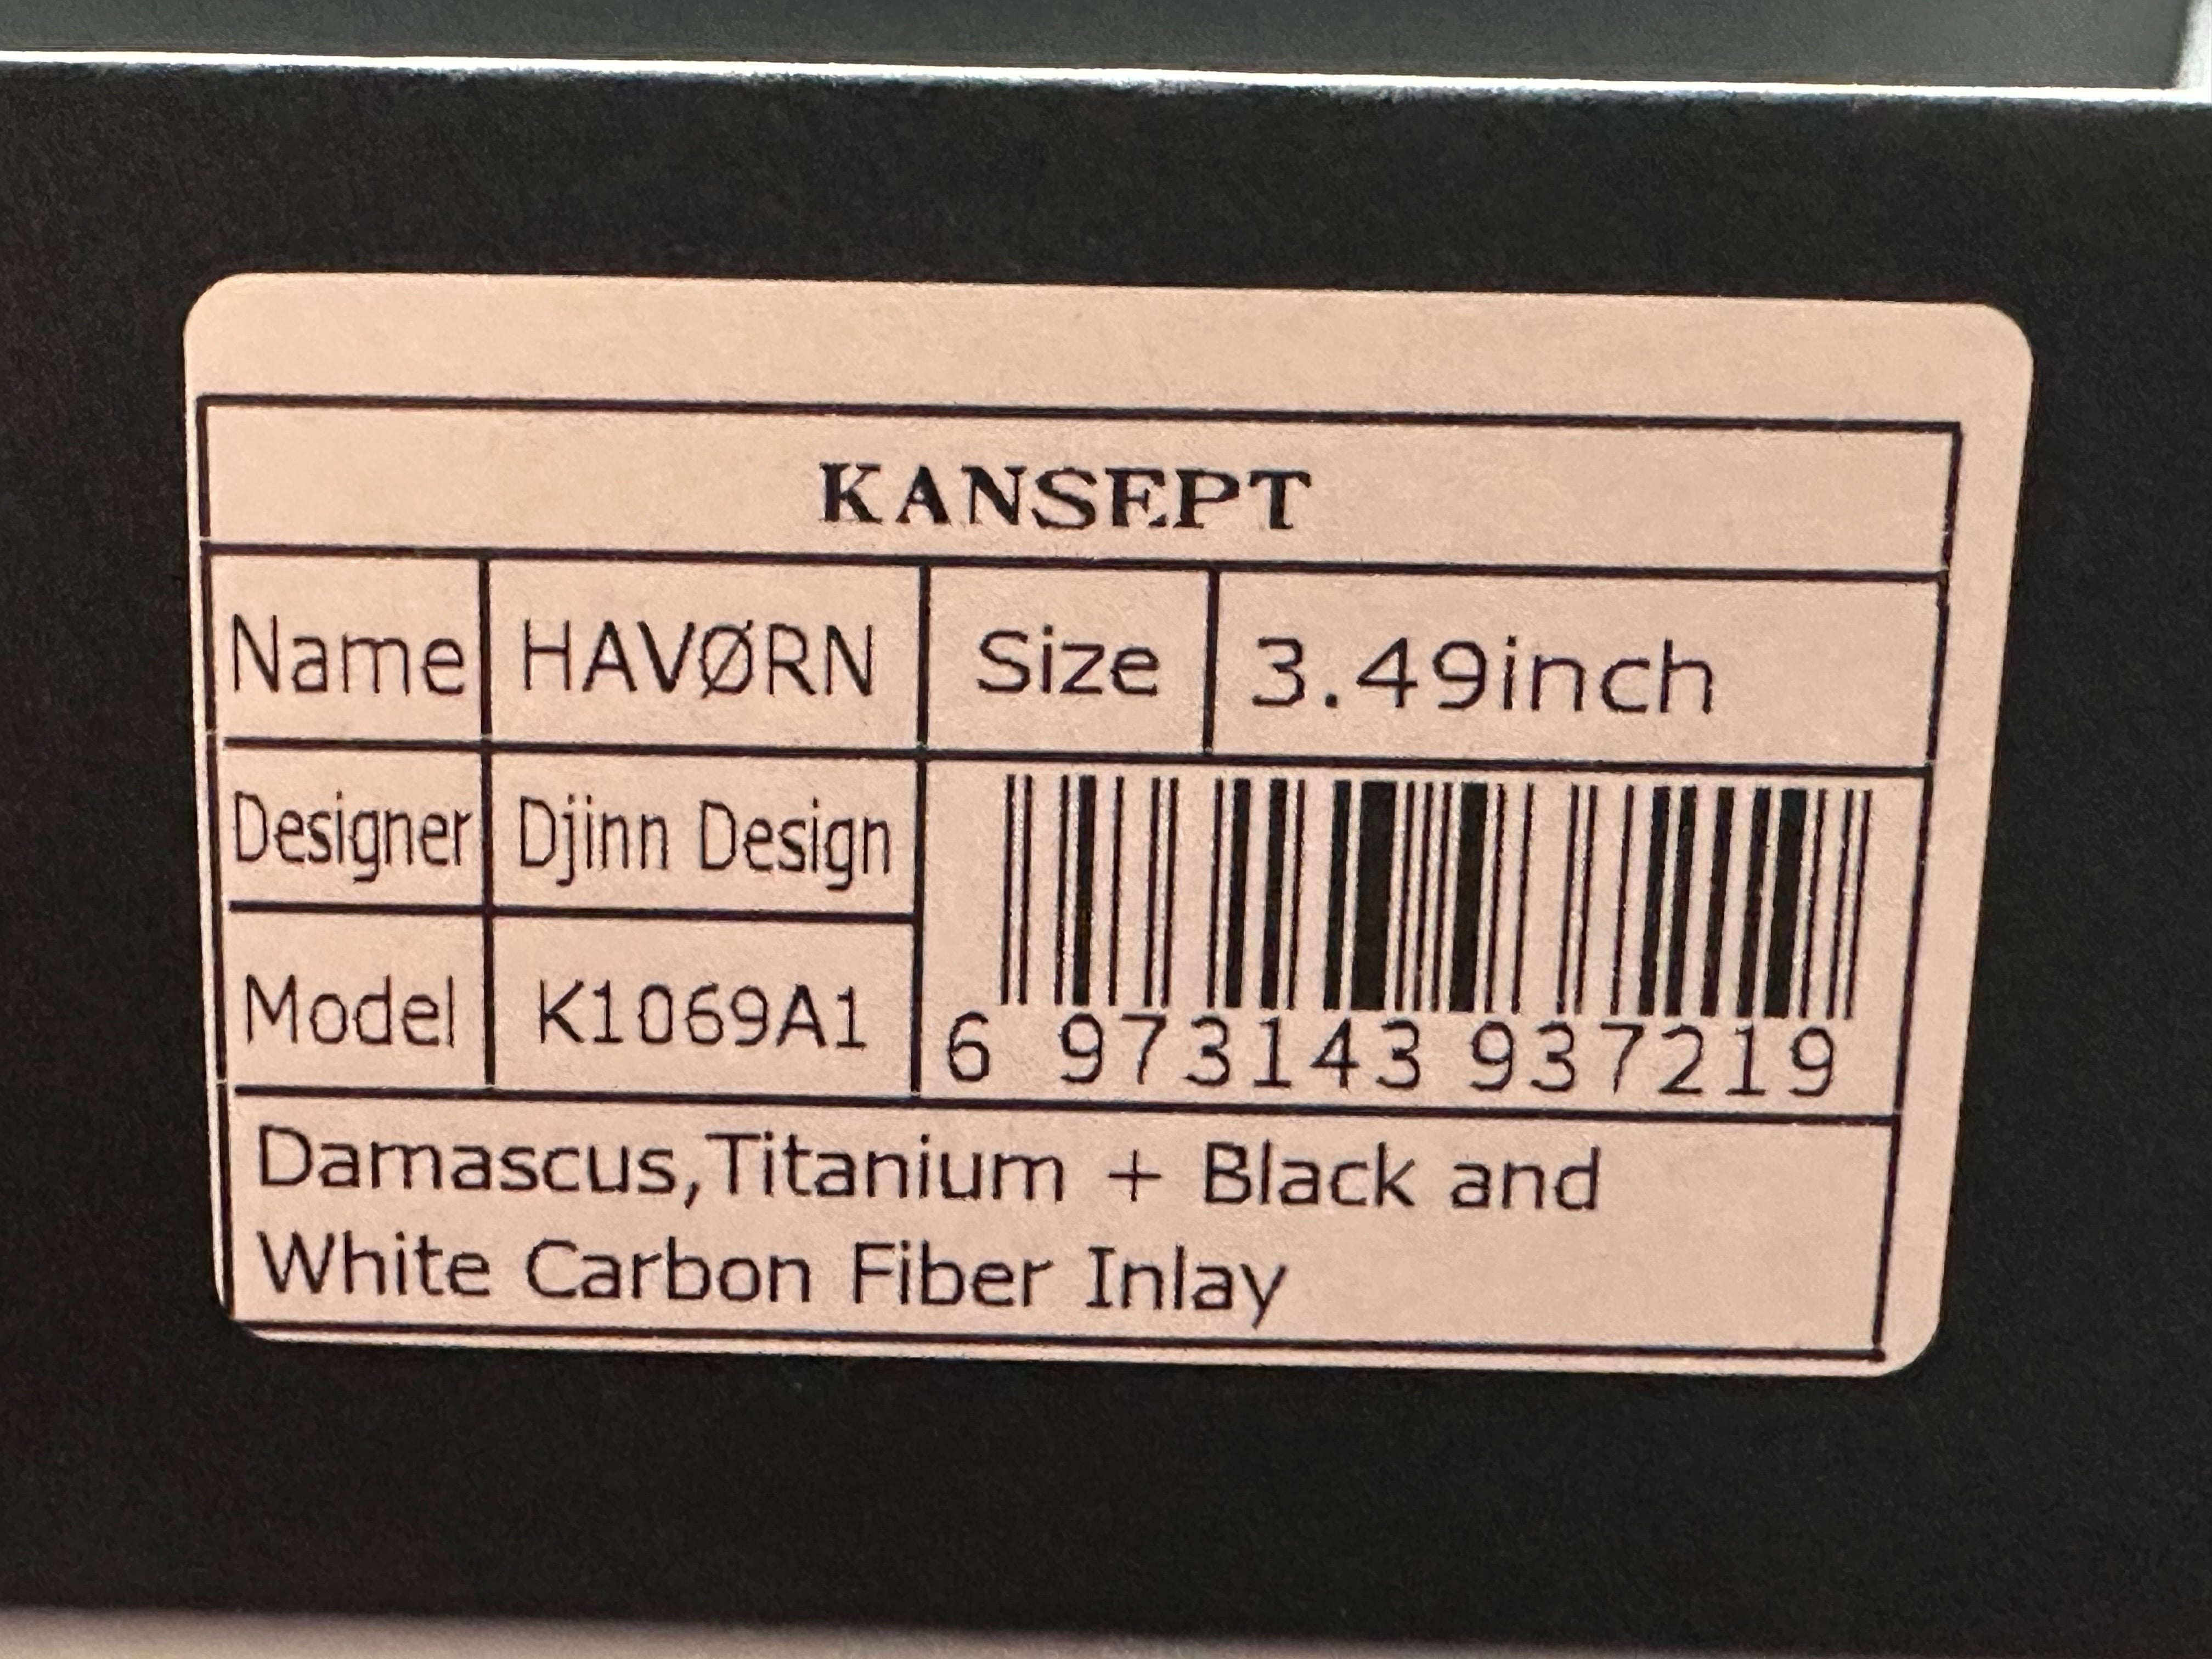 KANSEPT
Name HAVØRN Size 3.49inch
Designer Djinn Design
Model K1069A1
6 973143 937219
Damascus,Titanium + Black and
White Carbon Fiber Inlay